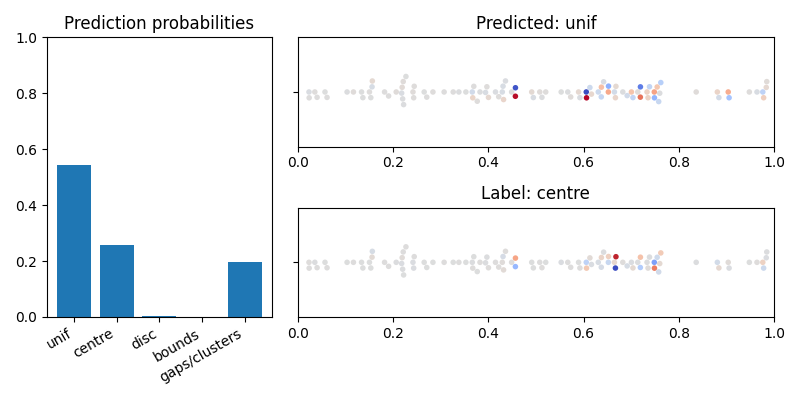 Prediction probabilities
1.0
0.8
0.6
0.4
0.2
0.0
unif
centre
disc
bounds
gaps/clusters
Predicted: unif
0.0 0.2 0.4 0.6 0.8 1.0
Label: centre
0.0 0.2 0.4 0.6 0.8 1.0